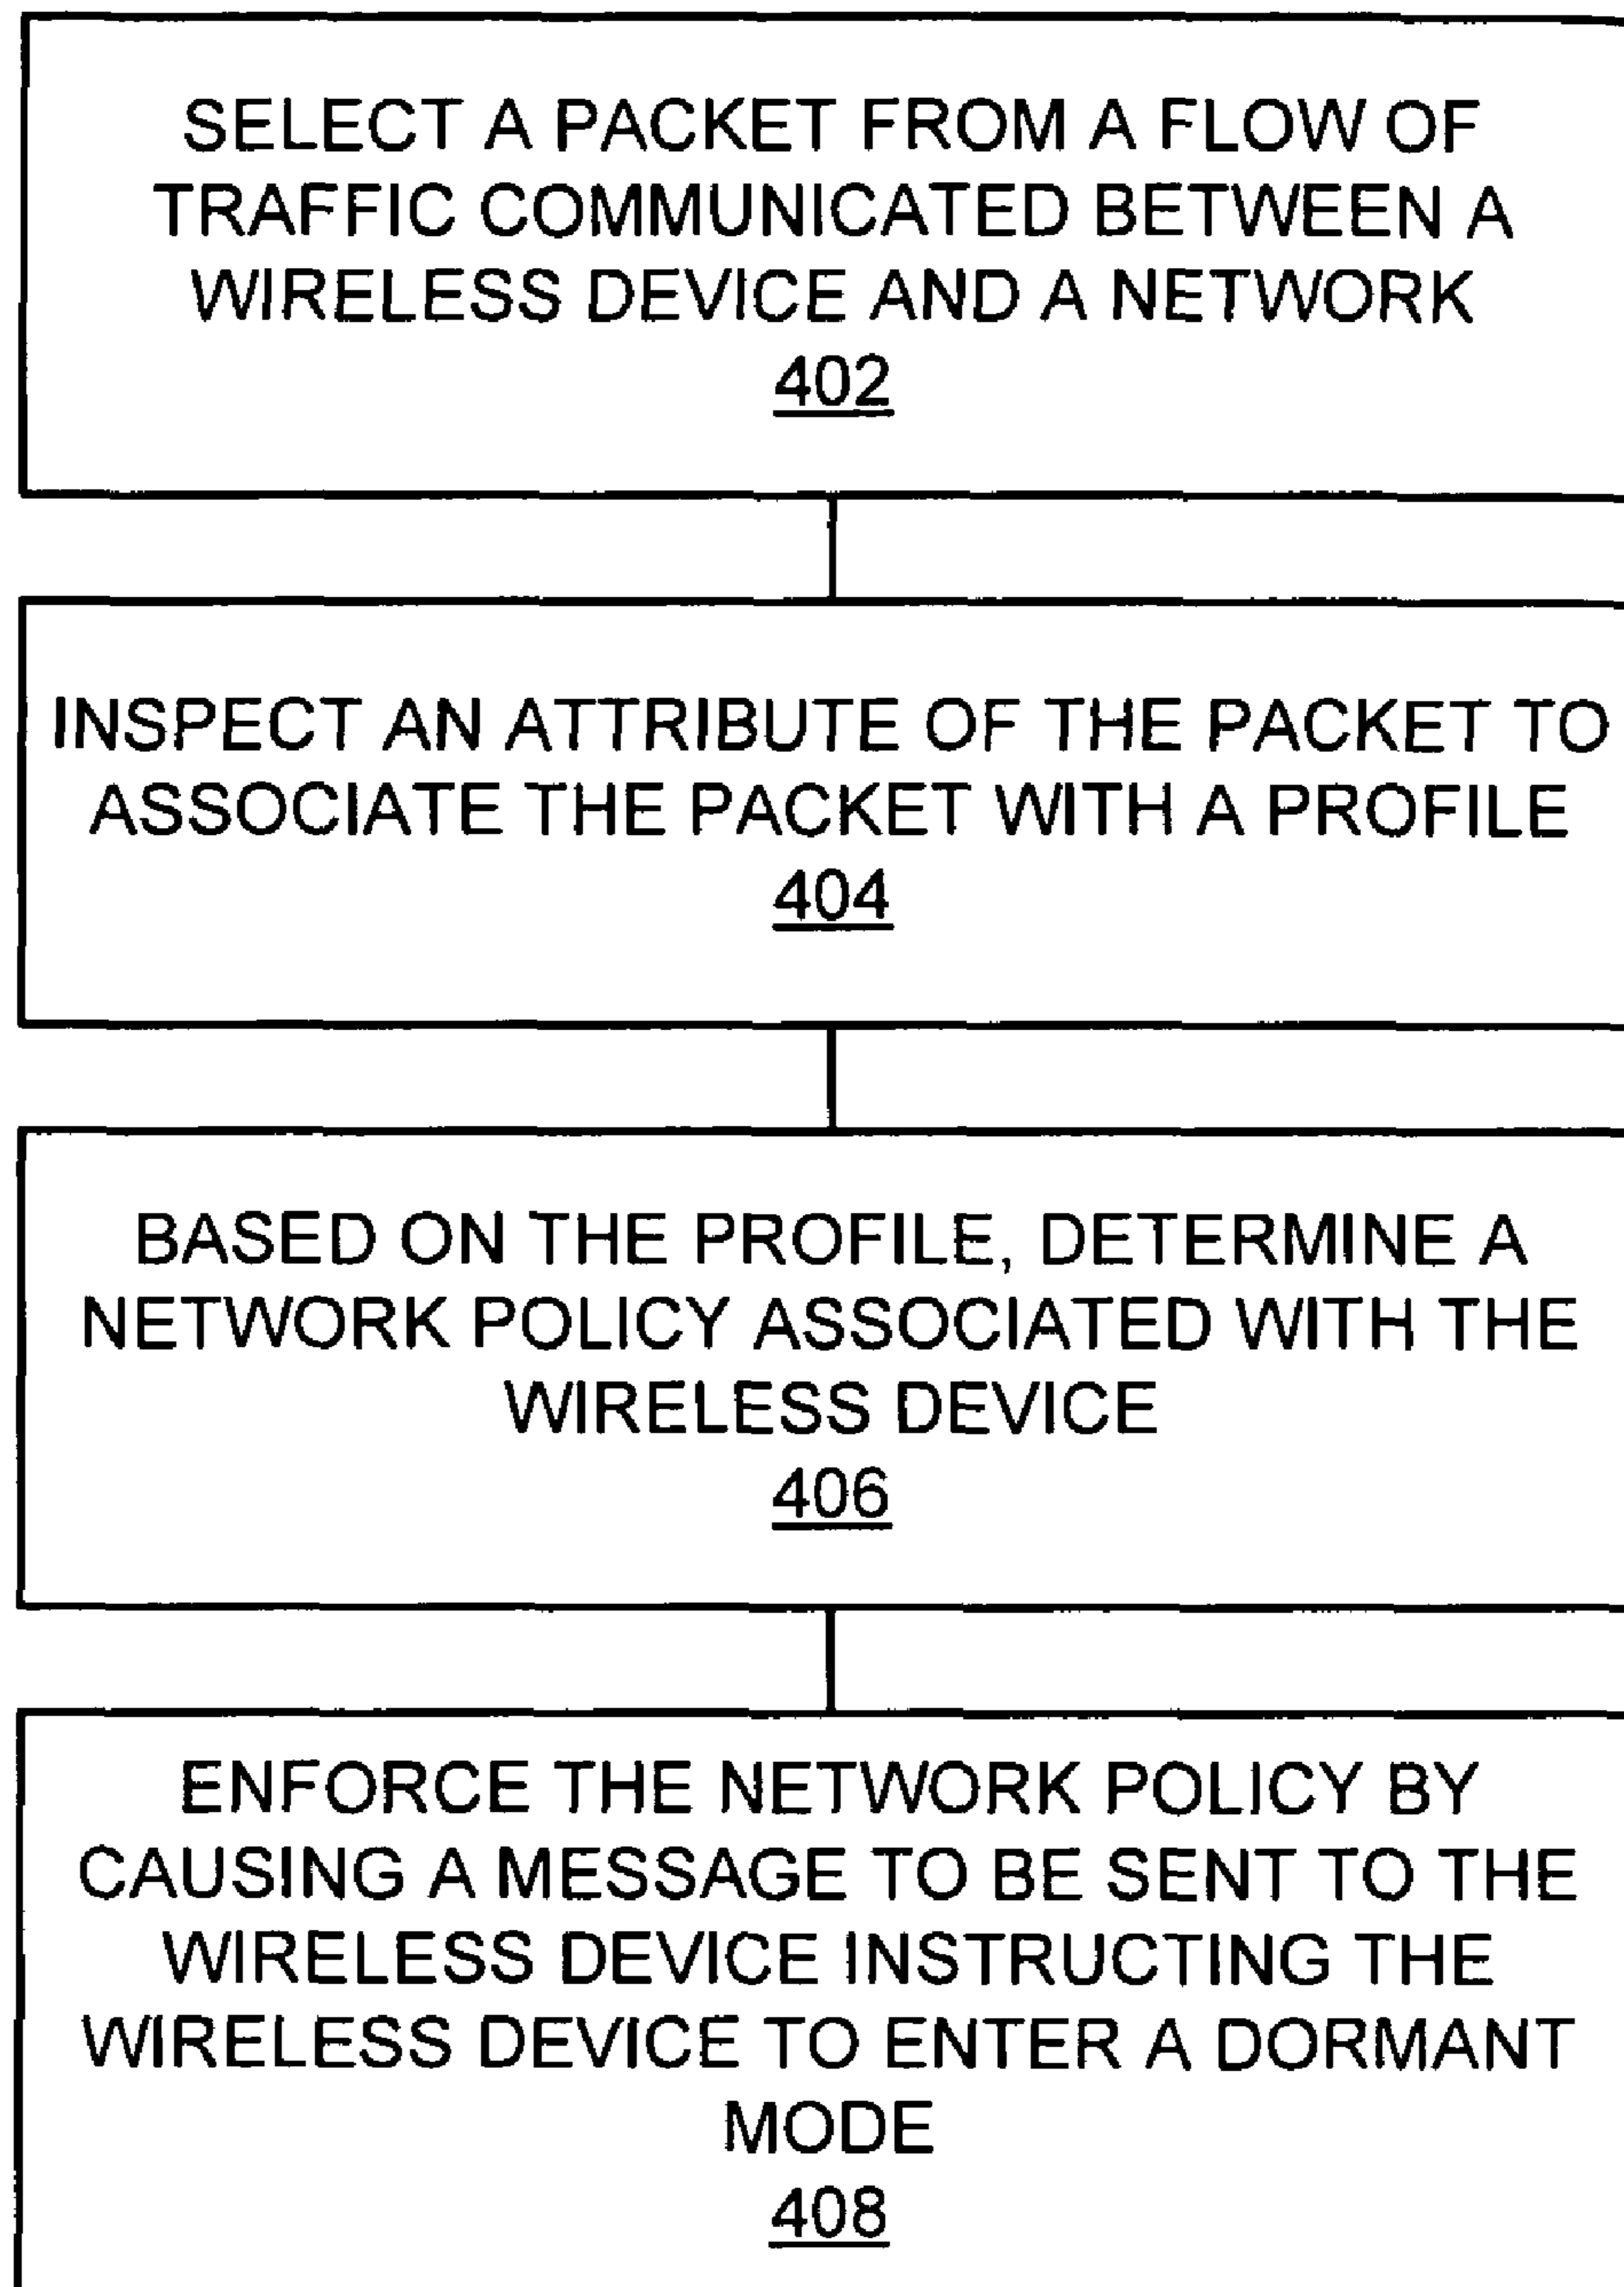 SELECT A PACKET FROM A FLOW OF
TRAFFIC COMMUNICATED BETWEEN A
WIRELESS DEVICE AND A NETWORK
402
INSPECT AN ATTRIBUTE OF THE PACKET TO
ASSOCIATE THE PACKET WITH A PROFILE
404
BASED ON THE PROFILE, DETERMINE A
NETWORK POLICY ASSOCIATED WITH THE
WIRELESS DEVICE
406
ENFORCE THE NETWORK POLICY BY
CAUSING A MESSAGE TO BE SENT TO THE
WIRELESS DEVICE INSTRUCTING THE
WIRELESS DEVICE TO ENTER A DORMANT
MODE
408